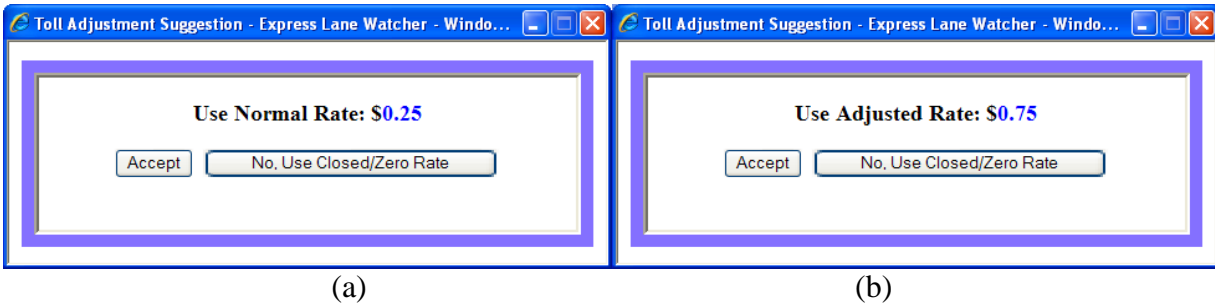 Toll Adjustment Suggestion - Express Lane Watcher - Windo...
Use Normal Rate: $0.25
Accept No, Use Closed/Zero Rate
(a)
Toll Adjustment Suggestion - Express Lane Watcher - Windo...
Use Adjusted Rate: $0.75
Accept No, Use Closed/Zero Rate
(b)